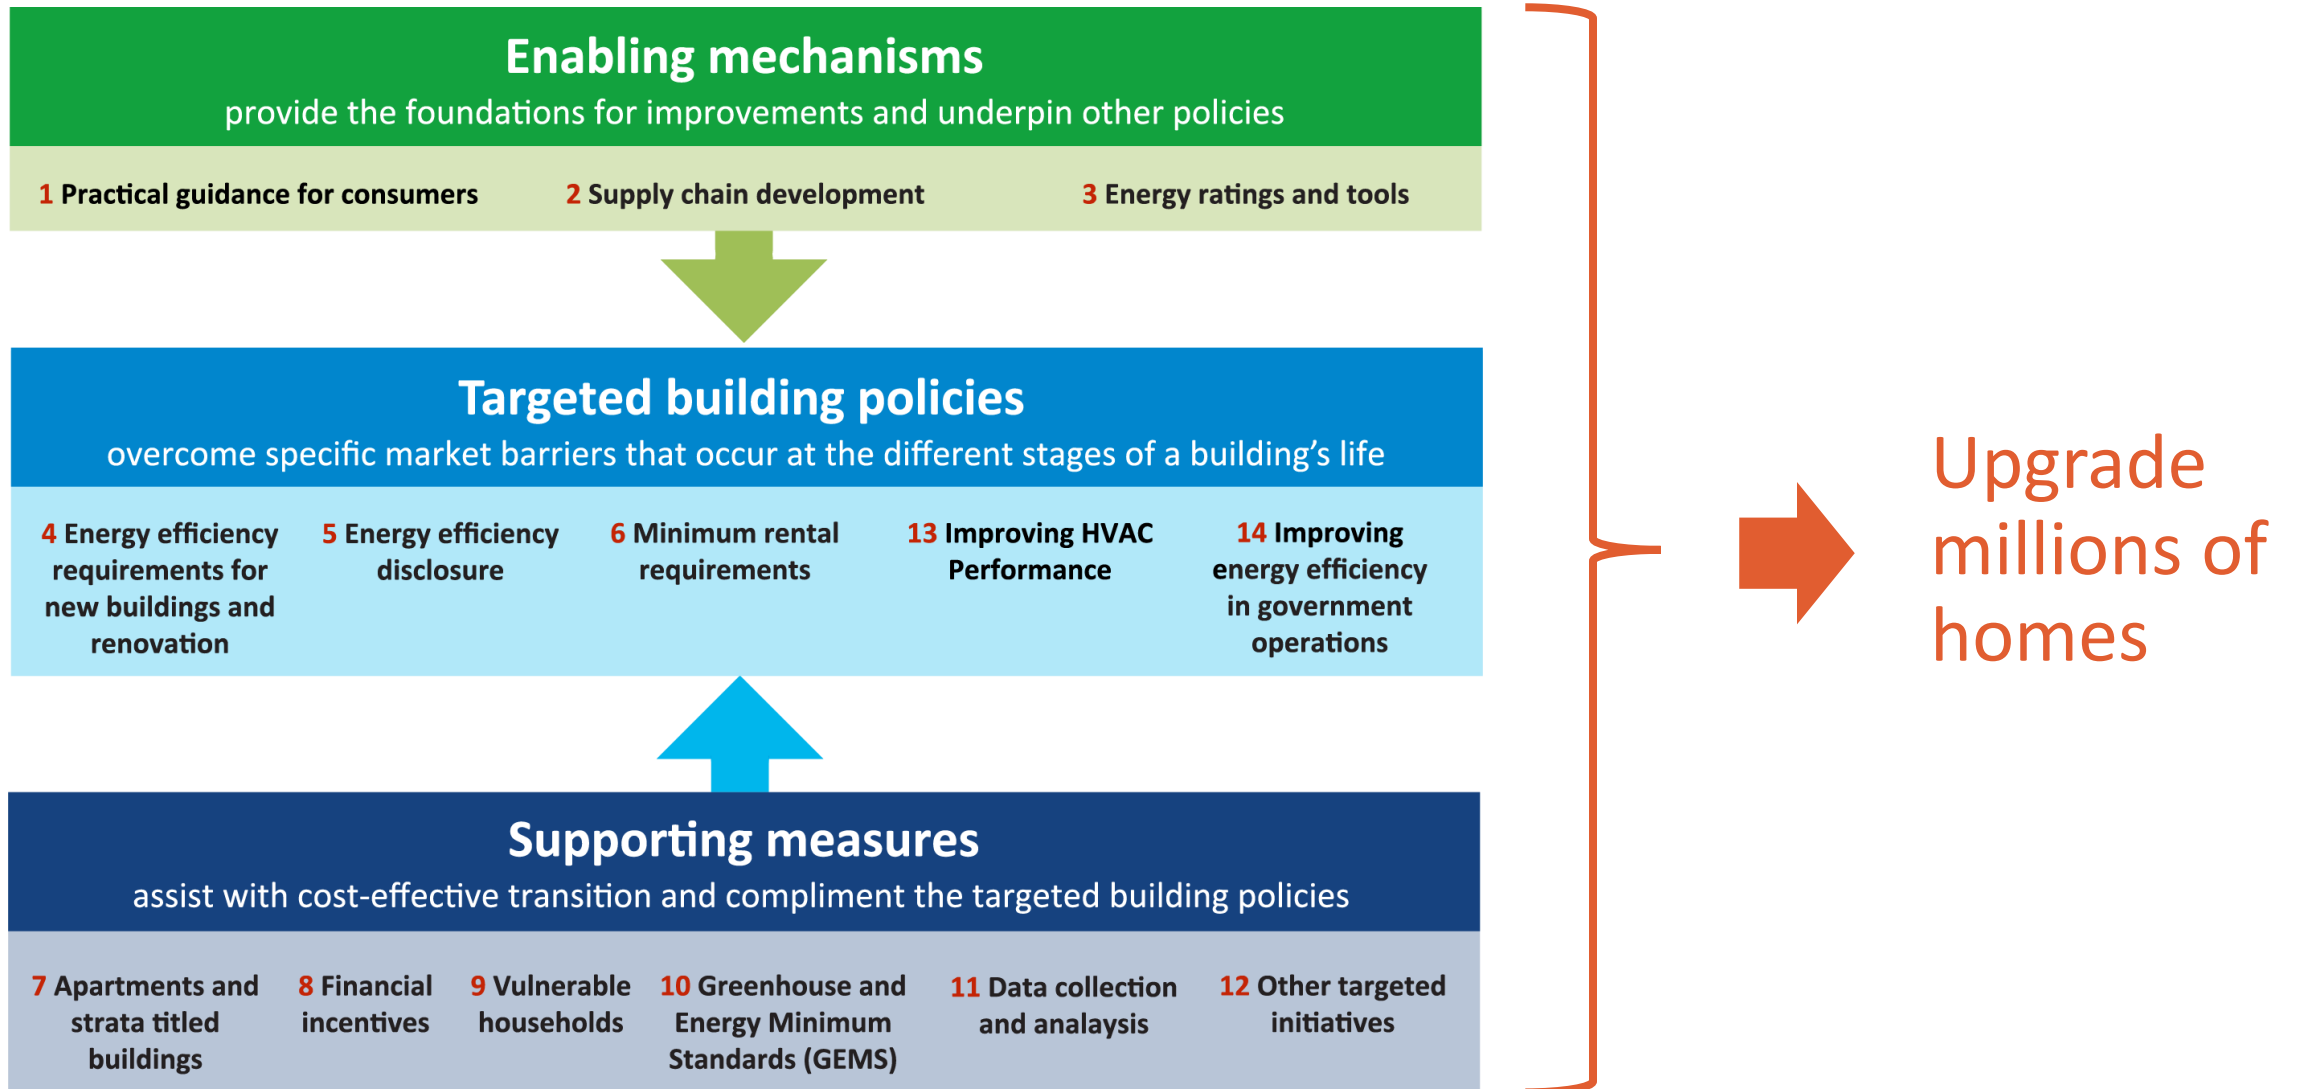 Enabling mechanisms
provide the foundations for improvements and underpin other policies
1 Practical guidance for consumers
2 Supply chain development
3 Energy ratings and tools
Targeted building policies
overcome specific market barriers that occur at the different stages of a building’s life
4 Energy efficiency
requirements for
new buildings and
renovation
5 Energy efficiency
disclosure
6 Minimum rental
requirements
13 Improving HVAC
Performance
14 Improving
energy efficiency
in government
operations
Supporting measures
assist with cost-effective transition and compliment the targeted building policies
7 Apartments and
strata titled
buildings
8 Financial
incentives
9 Vulnerable
households
10 Greenhouse and
Energy Minimum
Standards (GEMS)
11 Data collection
and analaysis
12 Other targeted
initiatives
Upgrade
millions of
homes